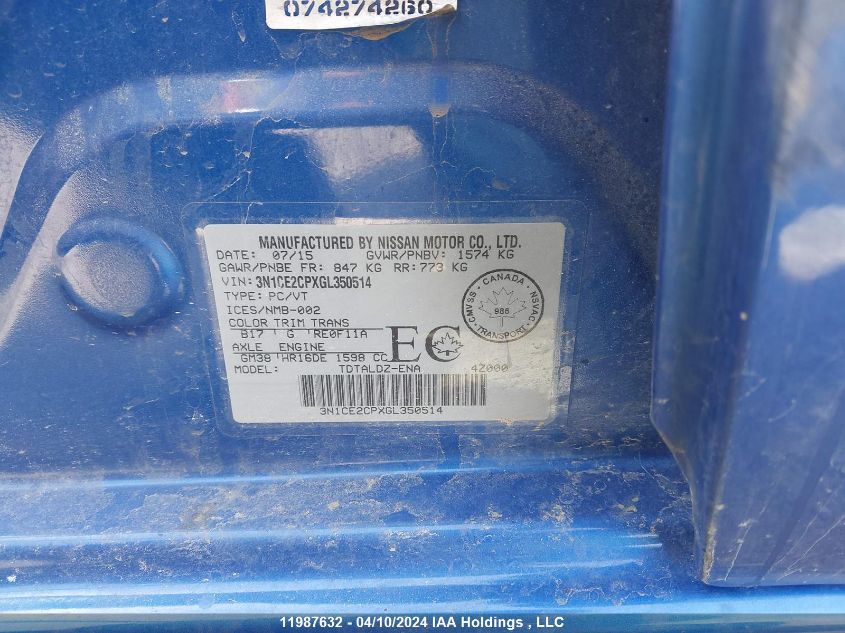 074274260
MANUFACTURED BY NISSAN MOTOR CO., LTD.
DATE: 07/15 GVWR/PNBV: 1574 KG
GAWR/PNBE FR: 847 KG RR: 773 KG
VIN: 3N1CE2CPXGL350514
TYPE: PC/VT
ICES/NMB-002
COLOR TRIM TRANS
B17 G RE0F11A
AXLE ENGINE
GM38 HR16DE 1598 CC
EC
MODEL: TDTALDZ-ENA 4Z000
3N1CE2CPXGL350514
CANADA
CMVSS NSVAC
986
TRANSPORT
11987632 - 04/10/2024 IAA Holdings , LLC